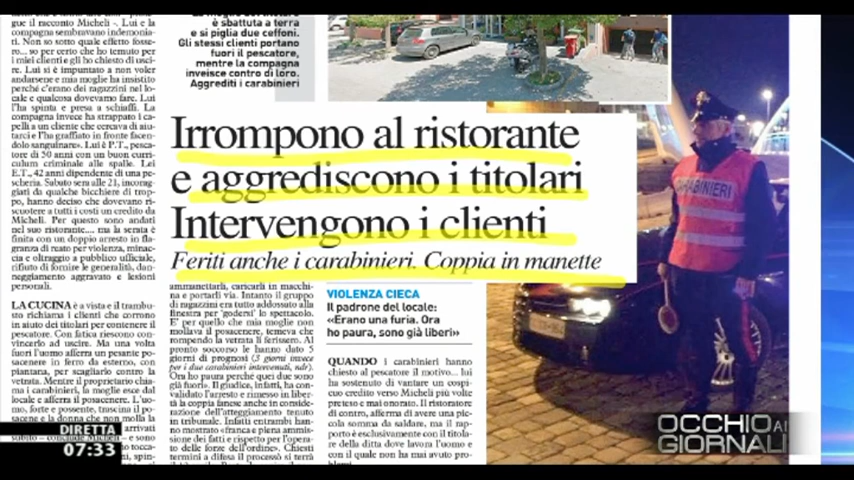 gue il racconto Micheli -. Lui e la
compagna sembravano indemonia-
ti. Non so sotto quale effetto fosse-
ro... so per certo che ho temuto per
i miei clienti e gli ho chiesto di usci-
re. Lui si è impuntato a non voler
andarsene e mia moglie ha insistito
perché c'erano dei ragazzini nel lo-
cale e qualcosa dovevamo fare. Lui
l'ha spinta e presa a schiaffi. La
compagna invece ha strappato i ca-
pelli a un cliente che cercava di aiu-
tarci e l'ha graffiato in fronte facen-
dolo sanguinare». Lui è P.T., pesca-
tore di 50 anni con un buon curri-
culum criminale alle spalle. Lei
E.T., 42 anni dipendente di una pe-
scheria. Sabato sera alle 21, incorag-
giati da qualche bicchiere di trop-
po, hanno deciso che dovevano ri-
scuotere a tutti i costi un credito da
Micheli. Per questo sono andati
nel suo ristorante.... ma la serata è
finita con un doppio arresto in fla-
granza di reato per violenza, minac-
cia e oltraggio a pubblico ufficiale,
rifiuto di fornire le generalità, dan-
neggiamento aggravato e lesioni
personali.
LA CUCINA è a vista e il trambu-
sto richiama i clienti che corrono
in aiuto dei titolari per contenere il
pescatore. Con fatica riescono con-
vincerlo ad uscire. Ma una volta
fuori l'uomo afferra un pesante
posacenere in ferro da esterno, con
piantana, per scagliarlo contro la
vetrata. Mentre il proprietario chia-
ma i carabinieri, la moglie esce dal
locale e afferra il posacenere. L'uo-
mo, forte e possente, trascina il po-
sacenere e la donna che non molla la
arrivati
subito – conclude Micheli – e sono
è sbattuta a terra
e si piglia due ceffoni.
Gli stessi clienti portano
fuori il pescatore,
mentre la compagna
inveisce contro di loro.
Aggrediti i carabinieri
Irrompono al ristorante
e aggrediscono i titolari
Intervengono i clienti
Feriti anche i carabinieri. Coppia in manette
ammanettarli, caricarli in macchi-
na e portarli via. Intanto il gruppo
di ragazzini era tutto addossato alla
finestra per 'godersi' lo spettacolo.
E' per quello che mia moglie non
mollava il posacenere, temeva che
rompendo la vetrata li ferissero. Al
pronto soccorso le hanno dato 5
giorni di prognosi (3 giorni invece
per i due carabinieri intervenuti, ndr).
Ora ho paura perché quei due sono
già fuori». Il giudice, infatti, ha con-
validato l'arresto e rimesso in liber-
tà la coppia fanese anche in conside-
razione dell'atteggiamento tenuto
in tribunale. Infatti entrambi han-
no mostrato «franca e piena ammis-
sione dei fatti e rispetto per l'opera-
to delle forze dell'ordine». Chiesti
termini a difesa il processo si terrà
VIOLENZA CIECA
Il padrone del locale:
«Erano una furia. Ora
ho paura, sono già liberi»
QUANDO i carabinieri hanno
chiesto al pescatore il motivo... lui
ha sostenuto di vantare un cospi-
cuo credito verso Micheli più volte
preteso e mai onorato. Il ristoratore
di contro, afferma di avere una pic-
cola somma da saldare, ma il rap-
porto è esclusivamente con il titola-
re della ditta dove lavora l'uomo e
con il quale non ha mai avuto pro-
CARABINIERI
DIRETTA
07:33
OCCHIO AI
GIORNALI